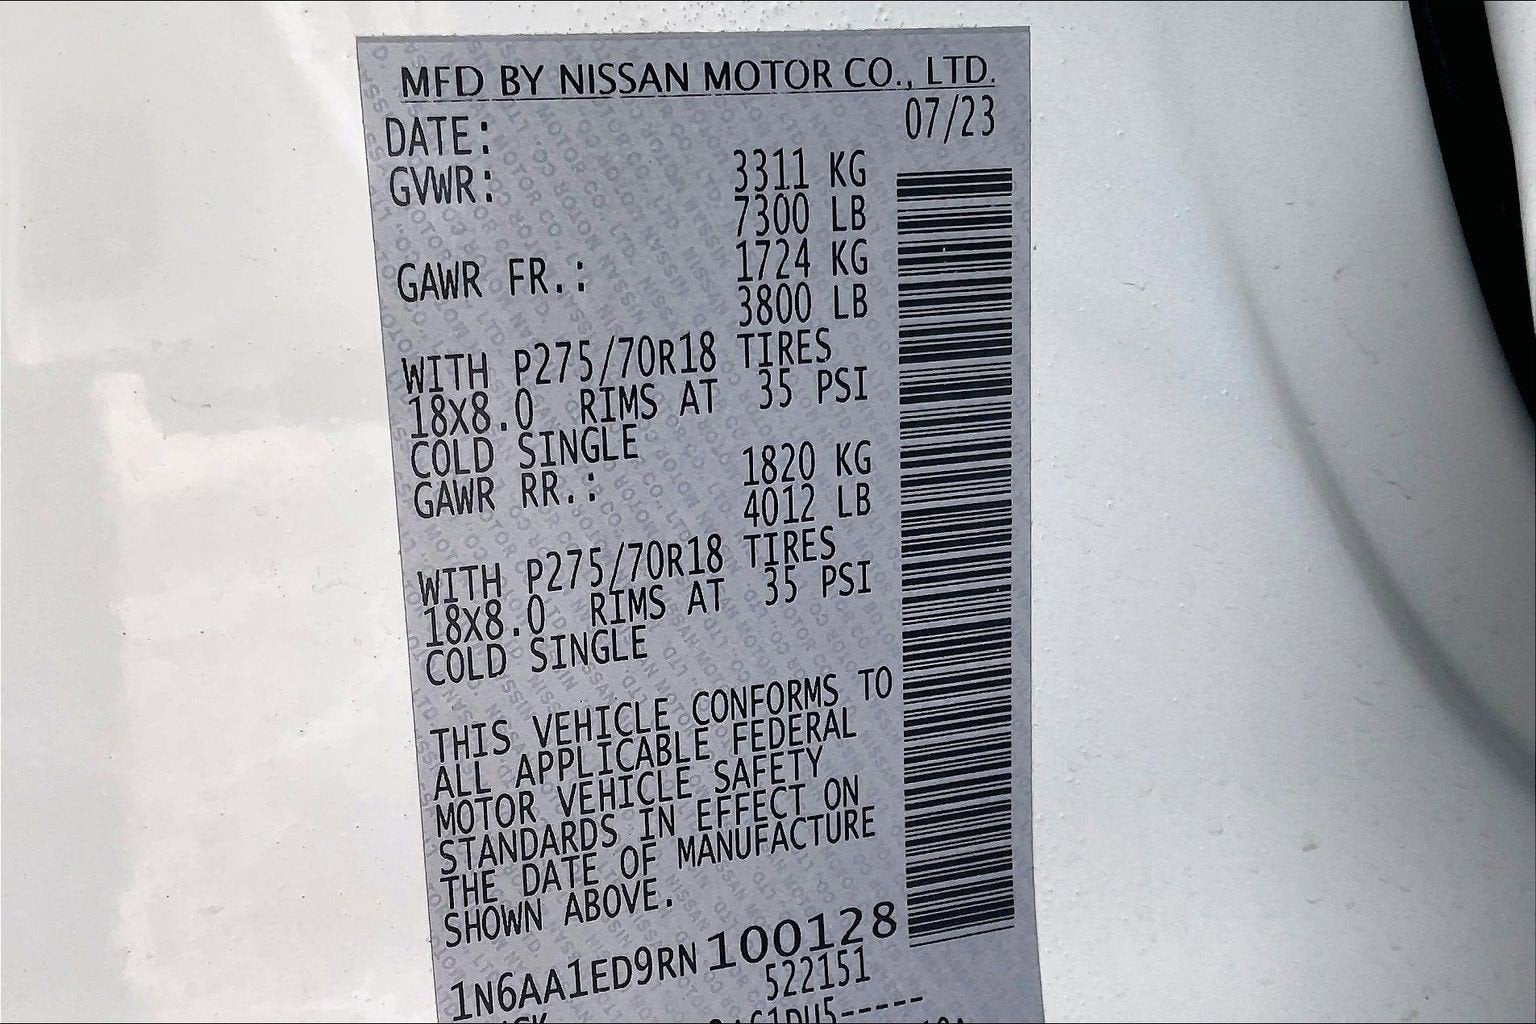 MFD BY NISSAN MOTOR CO., LTD.
DATE: 07/23
GVWR: 3311 KG
7300 LB
GAWR FR.: 1724 KG
3800 LB
WITH P275/70R18 TIRES
18X8.0 RIMS AT 35 PSI
COLD SINGLE
GAWR RR.: 1820 KG
4012 LB
WITH P275/70R18 TIRES
18X8.0 RIMS AT 35 PSI
COLD SINGLE
THIS VEHICLE CONFORMS TO
ALL APPLICABLE FEDERAL
MOTOR VEHICLE SAFETY
STANDARDS IN EFFECT ON
THE DATE OF MANUFACTURE
SHOWN ABOVE.
1N6AA1ED9RN100128
522151